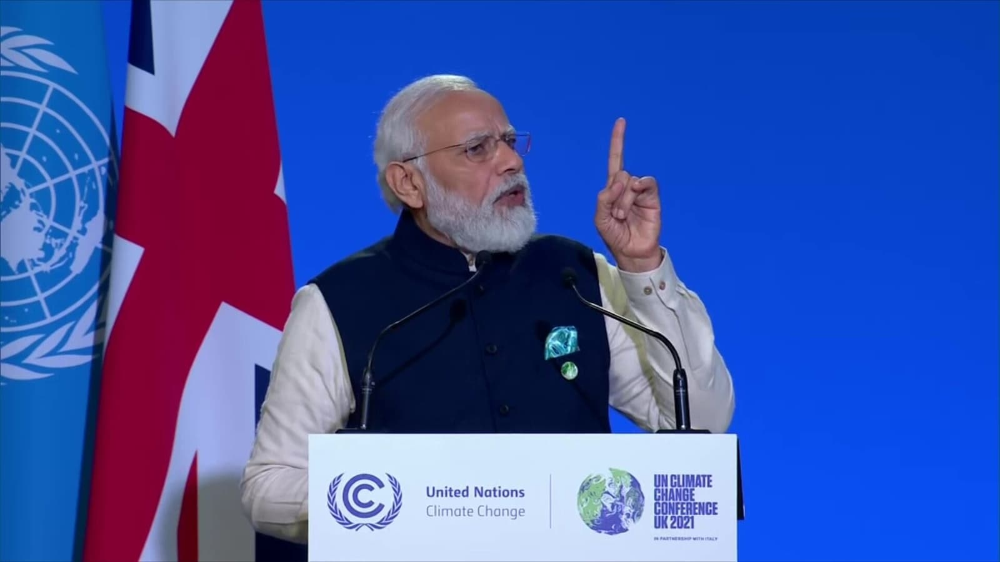 United Nations
Climate Change
UN CLIMATE
CHANGE
CONFERENCE
UK 2021
IN PARTNERSHIP WITH ITALY